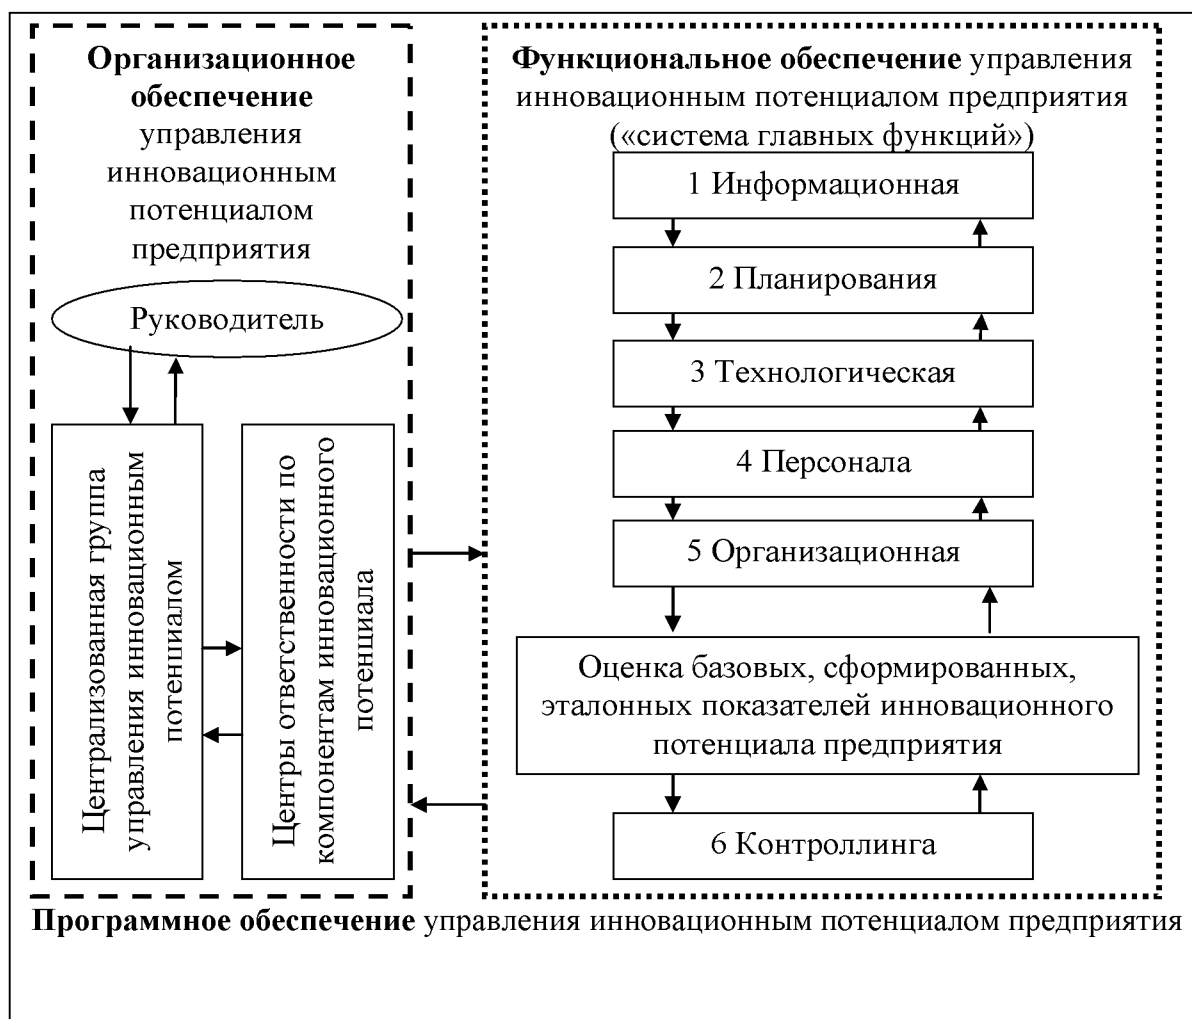 Организационное
обеспечение
управления
инновационным
потенциалом
предприятия
Руководитель
Централизованная группа
управления инновационным
потенциалом
Центры ответственности по
компонентам инновационного
потенциала
Функциональное обеспечение управления
инновационным потенциалом предприятия
(«система главных функций»)
1 Информационная
2 Планирования
3 Технологическая
4 Персонала
5 Организационная
Оценка базовых, сформированных,
эталонных показателей инновационного
потенциала предприятия
6 Контроллинга
Программное обеспечение управления инновационным потенциалом предприятия